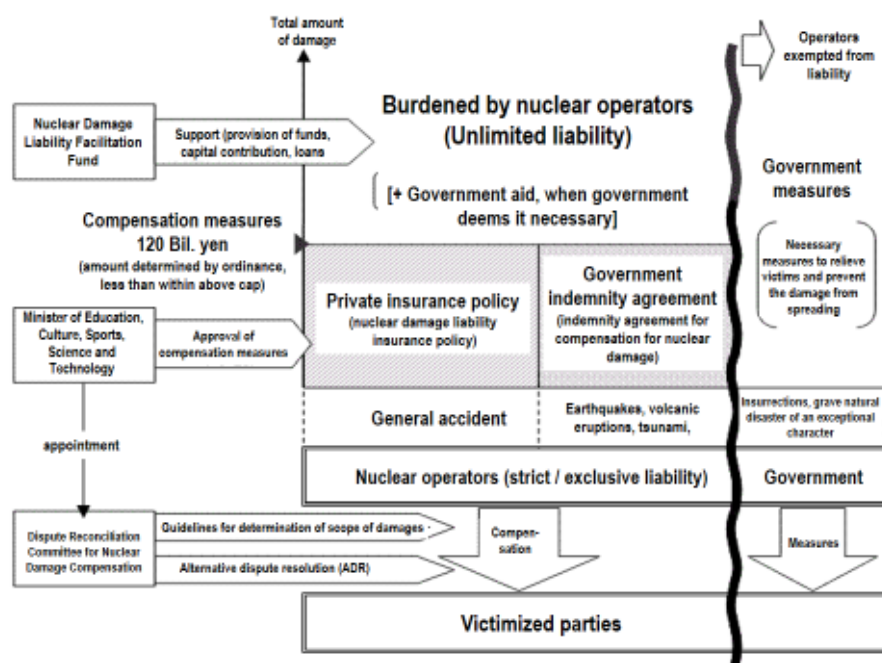 Total amount
of damage
Operators
exempted from
liability
Nuclear Damage
Liability Facilitation
Fund
Support (provision of funds,
capital contribution, loans
Burdened by nuclear operators
(Unlimited liability)
[+ Government aid, when government
deems it necessary]
Government
measures
Necessary
measures to relieve
victims and prevent
the damage from
spreading
Compensation measures
120 Bil. yen
(amount determined by ordinance,
less than within above cap)
Minister of Education,
Culture, Sports,
Science and
Technology
Approval of
compensation measures
Private insurance policy
(nuclear damage liability
insurance policy)
Government
indemnity agreement
(indemnity agreement for
compensation for nuclear
damage)
General accident
Earthquakes, volcanic
eruptions, tsunami,
Insurrections, grave natural
disaster of an exceptional
character
appointment
Nuclear operators (strict / exclusive liability)
Government
Dispute Reconciliation
Committee for Nuclear
Damage Compensation
Guidelines for determination of scope of damages
Alternative dispute resolution (ADR)
Compen-
sation
Measures
Victimized parties